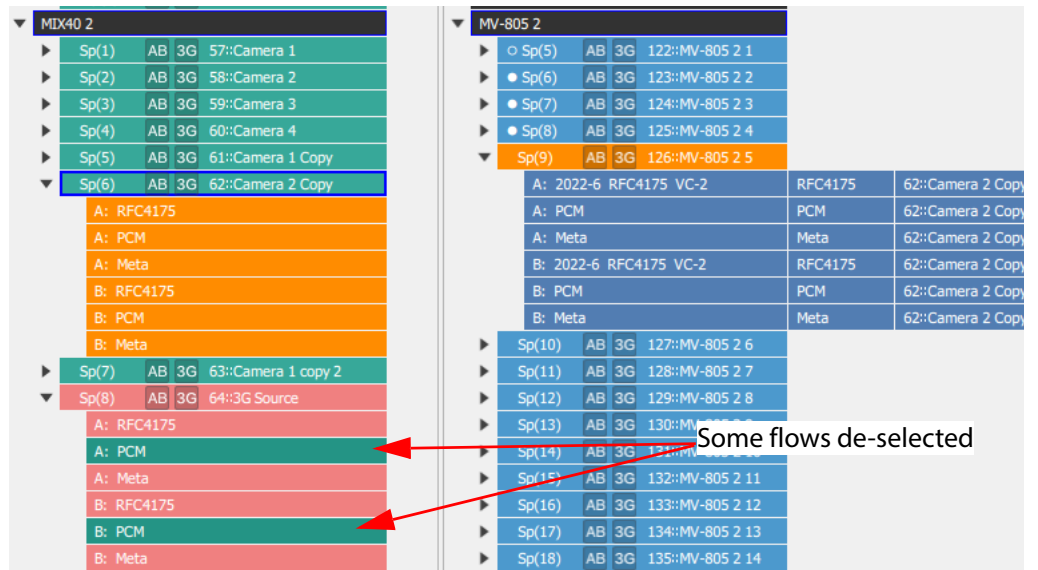 MIX40 2
Sp(1) AB 3G 57::Camera 1
Sp(2) AB 3G 58::Camera 2
Sp(3) AB 3G 59::Camera 3
Sp(4) AB 3G 60::Camera 4
Sp(5) AB 3G 61::Camera 1 Copy
Sp(6) AB 3G 62::Camera 2 Copy
A: RFC4175
A: PCM
A: Meta
B: RFC4175
B: PCM
B: Meta
Sp(7) AB 3G 63::Camera 1 copy 2
Sp(8) AB 3G 64::3G Source
A: RFC4175
A: PCM
A: Meta
B: RFC4175
B: PCM
B: Meta
MV-805 2
Sp(5) AB 3G 122::MV-805 2 1
Sp(6) AB 3G 123::MV-805 2 2
Sp(7) AB 3G 124::MV-805 2 3
Sp(8) AB 3G 125::MV-805 2 4
Sp(9) AB 3G 126::MV-805 2 5
A: 2022-6 RFC4175 VC-2 RFC4175 62::Camera 2 Copy
A: PCM PCM 62::Camera 2 Copy
A: Meta Meta 62::Camera 2 Copy
B: 2022-6 RFC4175 VC-2 RFC4175 62::Camera 2 Copy
B: PCM PCM 62::Camera 2 Copy
B: Meta Meta 62::Camera 2 Copy
Sp(10) AB 3G 127::MV-805 2 6
Sp(11) AB 3G 128::MV-805 2 7
Sp(12) AB 3G 129::MV-805 2 8
Sp(13) AB 3G 130::MV
Some flows de-selected
Sp(14) AB 3G 131::MV-805 2 10
Sp(15) AB 3G 132::MV-805 2 11
Sp(16) AB 3G 133::MV-805 2 12
Sp(17) AB 3G 134::MV-805 2 13
Sp(18) AB 3G 135::MV-805 2 14